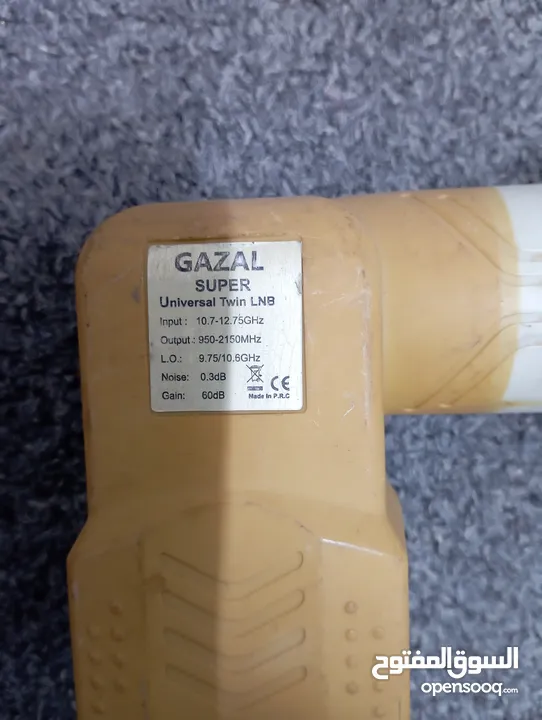 GAZAL
SUPER
Universal Twin LNB
Input : 10.7-12.75GHz
Output : 950-2150MHz
L.O.: 9.75/10.6GHz
Noise: 0.3dB
Gain: 60dB
CE
Made In P.R.C
السوق المفتوح
opensooq.com